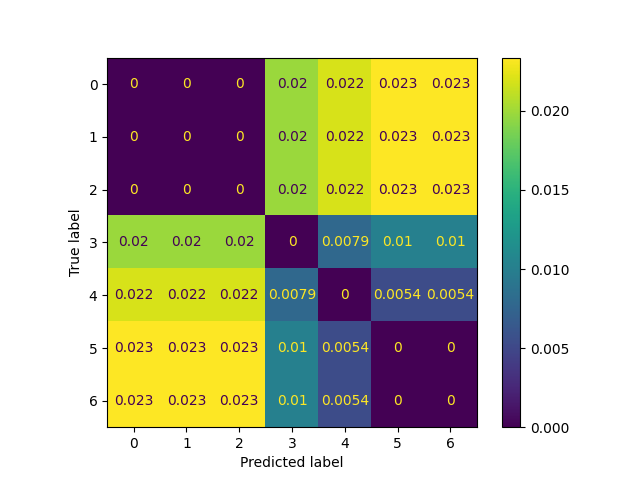 0 0 0 0 0.02 0.022 0.023 0.023
1 0 0 0 0.02 0.022 0.023 0.023
2 0 0 0 0.02 0.022 0.023 0.023
3 0.02 0.02 0.02 0 0.0079 0.01 0.01
4 0.022 0.022 0.022 0.0079 0 0.0054 0.0054
5 0.023 0.023 0.023 0.01 0.0054 0 0
6 0.023 0.023 0.023 0.01 0.0054 0 0
0 1 2 3 4 5 6
Predicted label
True label
0.020
0.015
0.010
0.005
0.000